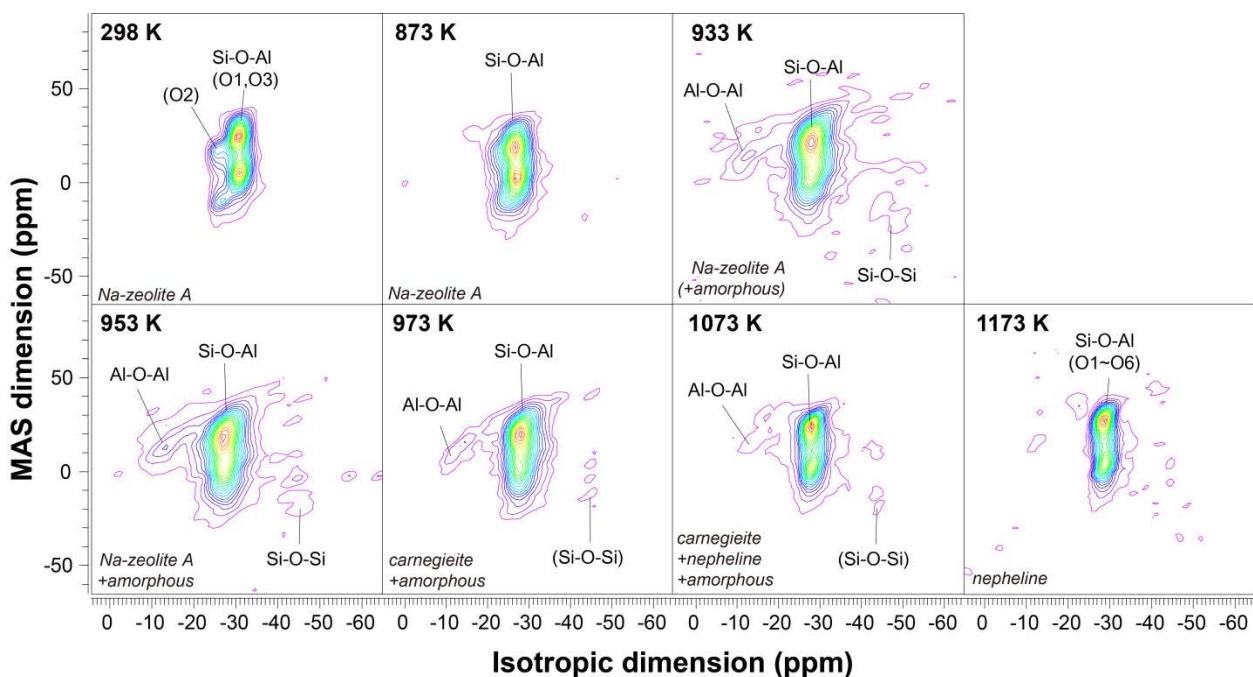 298 K
Si-O-Al
(O1,O3)
(O2)
Na-zeolite A
873 K
Si-O-Al
Na-zeolite A
933 K
Si-O-Al
Al-O-Al
Si-O-Si
Na-zeolite A
(+amorphous)
50
0
-50
953 K
Si-O-Al
Al-O-Al
Si-O-Si
Na-zeolite A
+amorphous
973 K
Si-O-Al
Al-O-Al
(Si-O-Si)
carnegieite
+amorphous
1073 K
Si-O-Al
Al-O-Al
(Si-O-Si)
carnegieite
+nepheline
+amorphous
1173 K
Si-O-Al
(O1~O6)
nepheline
50
0
-50
MAS dimension (ppm)
0 -10 -20 -30 -40 -50 -60 0 -10 -20 -30 -40 -50 -60 0 -10 -20 -30 -40 -50 -60 0 -10 -20 -30 -40 -50 -60
Isotropic dimension (ppm)